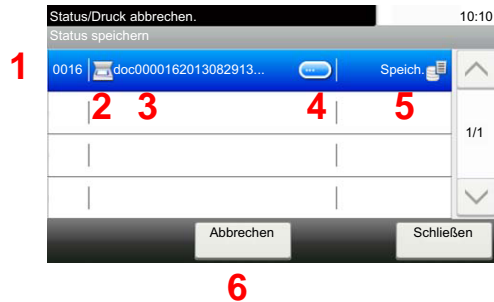 Status/Druck abbrechen. 10:10
Status speichern
1 0016 doc0000162013082913... Speich.
2 3 4 5
1/1
Abbrechen Schließen
6